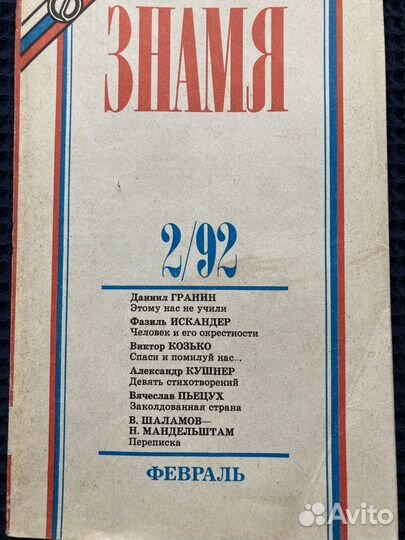 ЗНАМЯ
2/92
Даниил ГРАНИН
Этому нас не учили
Фазиль ИСКАНДЕР
Человек и его окрестности
Виктор КОЗЬКО
Спаси и помилуй нас...
Александр КУШНЕР
Девять стихотворений
Вячеслав ПЬЕЦУХ
Заколдованная страна
В. ШАЛАМОВ—
Н. МАНДЕЛЬШТАМ
Переписка
ФЕВРАЛЬ
Avito